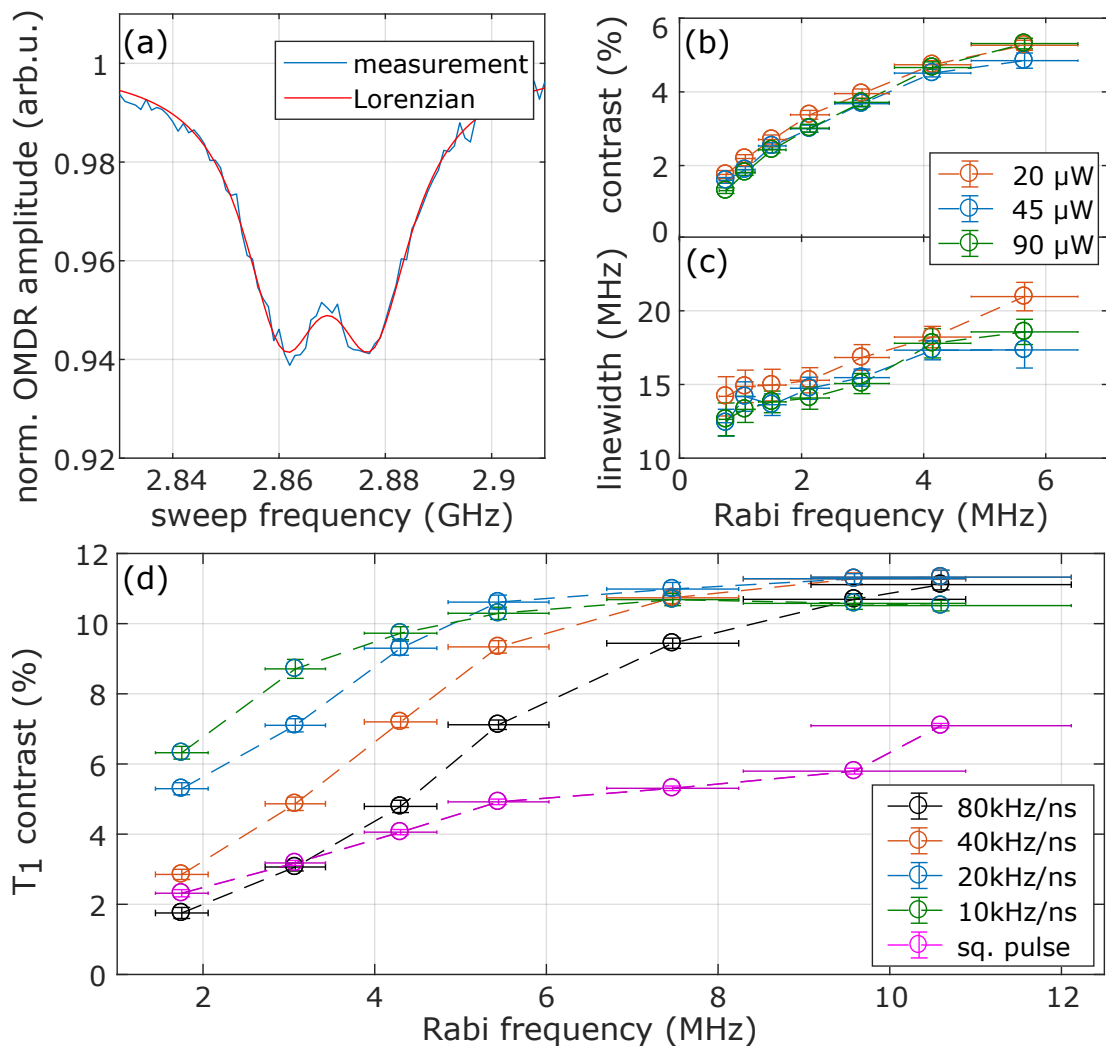 (a)
norm. OMDR amplitude (arb.u.)
1
0.98
0.96
0.94
0.92
measurement
Lorenzian
2.84
2.86
2.88
2.9
sweep frequency (GHz)
(b)
contrast (%)
6
4
2
0
20 µW
45 µW
90 µW
(c)
linewidth (MHz)
20
15
10
0
2
4
6
Rabi frequency (MHz)
(d)
T1 contrast (%)
12
10
8
6
4
2
0
80kHz/ns
40kHz/ns
20kHz/ns
10kHz/ns
sq. pulse
2
4
6
8
10
12
Rabi frequency (MHz)